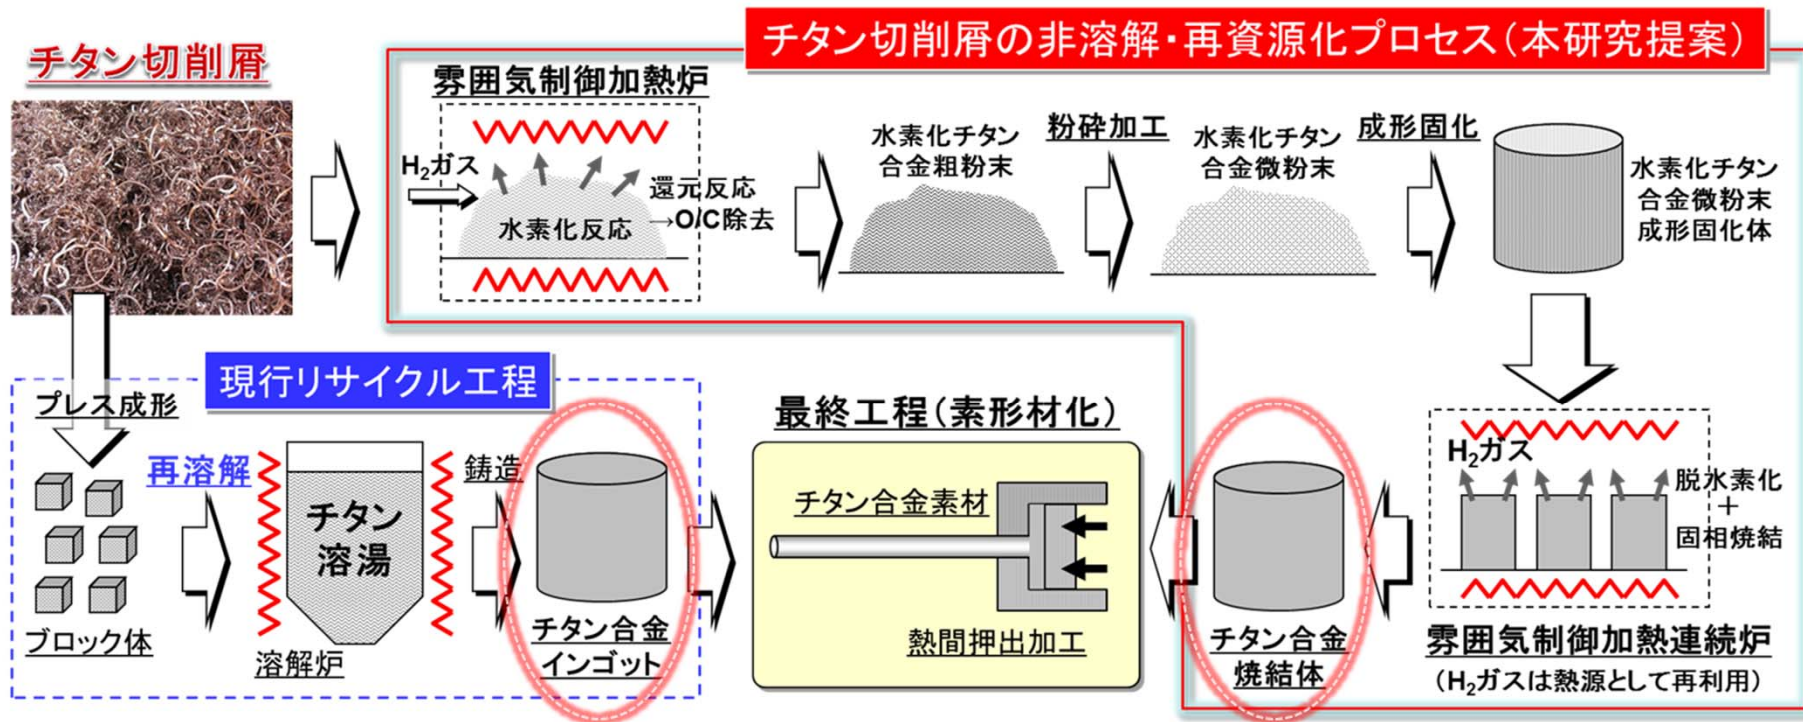 チタン切削屑の非溶解・再資源化プロセス(本研究提案)
チタン切削屑
雰囲気制御加熱炉
H₂ガス
水素化反応
還元反応
→O/C除去
水素化チタン
合金粗粉末
粉砕加工
水素化チタン
合金微粉末
成形固化
水素化チタン
合金微粉末
成形固化体
現行リサイクル工程
プレス成形
ブロック体
再溶解
チタン
溶湯
溶解炉
鋳造
チタン合金
インゴット
最終工程(素形材化)
チタン合金素材
熱間押出加工
チタン合金
焼結体
H₂ガス
脱水素化
+
固相焼結
雰囲気制御加熱連続炉
(H₂ガスは熱源として再利用)